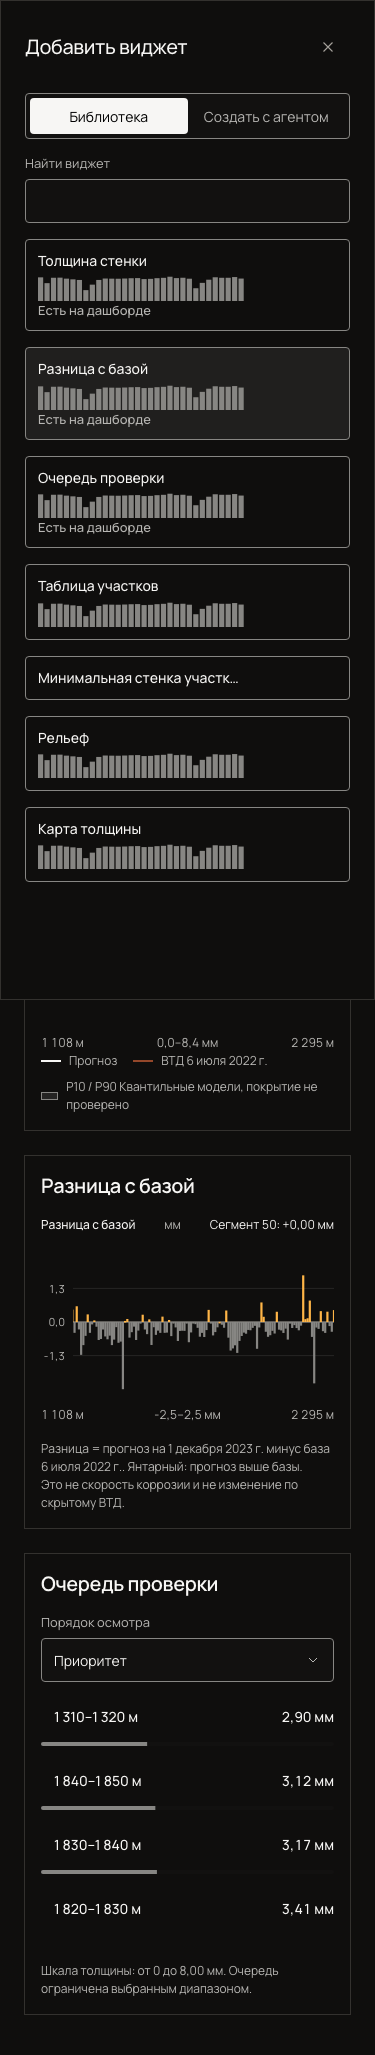 Добавить виджет
Библиотека
Создать с агентом
Найти виджет
Толщина стенки
Есть на дашборде
Разница с базой
Есть на дашборде
Очередь проверки
Есть на дашборде
Таблица участков
Минимальная стенка участк...
Рельеф
Карта толщины
1 108 м 0,0–8,4 мм 2 295 м
Прогноз ВТД 6 июля 2022 г.
P10 / P90 Квантильные модели, покрытие не
проверено
Разница с базой
Разница с базой мм Сегмент 50: +0,00 мм
1,3
0,0
-1,3
1 108 м -2,5–2,5 мм 2 295 м
Разница = прогноз на 1 декабря 2023 г. минус база
6 июля 2022 г.. Янтарный: прогноз выше базы.
Это не скорость коррозии и не изменение по
скрытому ВТД.
Очередь проверки
Порядок осмотра
Приоритет
1 310–1 320 м 2,90 мм
1 840–1 850 м 3,12 мм
1 830–1 840 м 3,17 мм
1 820–1 830 м 3,41 мм
Шкала толщины: от 0 до 8,00 мм. Очередь
ограничена выбранным диапазоном.